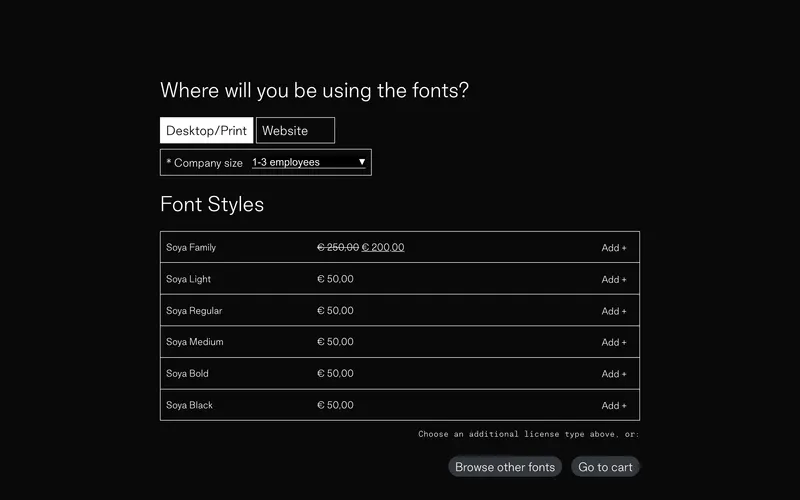 Where will you be using the fonts?
Desktop/Print Website
* Company size 1-3 employees ▼
Font Styles
Soya Family € 250,00 € 200,00 Add +
Soya Light € 50,00 Add +
Soya Regular € 50,00 Add +
Soya Medium € 50,00 Add +
Soya Bold € 50,00 Add +
Soya Black € 50,00 Add +
Choose an additional license type above, or:
Browse other fonts Go to cart